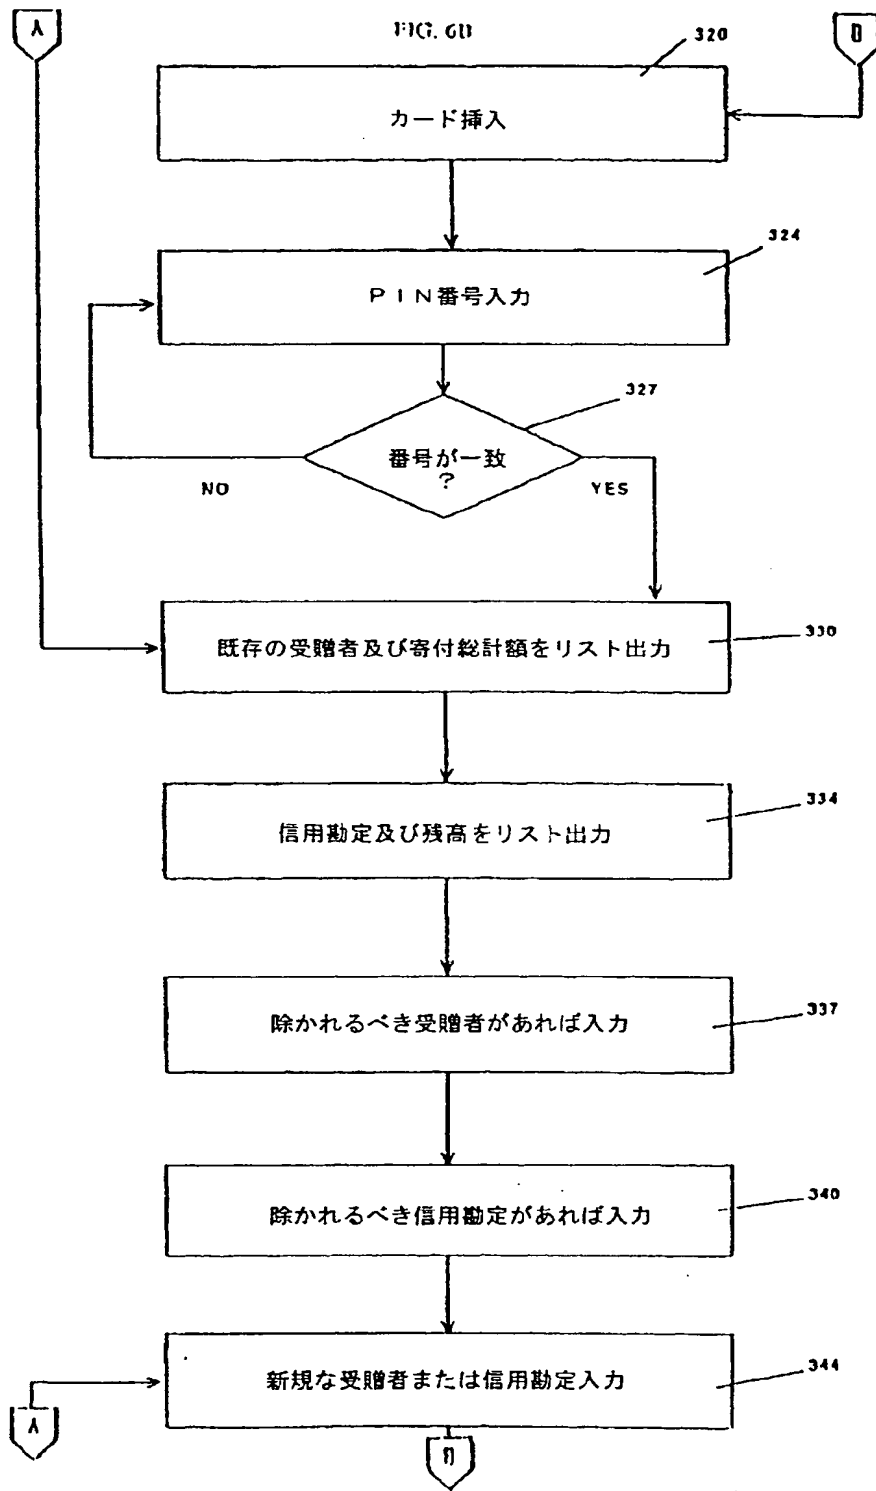 A
FIG. 6B
320
B
カード挿入
324
PIN番号入力
327
番号が一致
?
NO
YES
330
既存の受贈者及び寄付総計額をリスト出力
334
信用勘定及び残高をリスト出力
337
除かれるべき受贈者があれば入力
340
除かれるべき信用勘定があれば入力
344
新規な受贈者または信用勘定入力
A
B